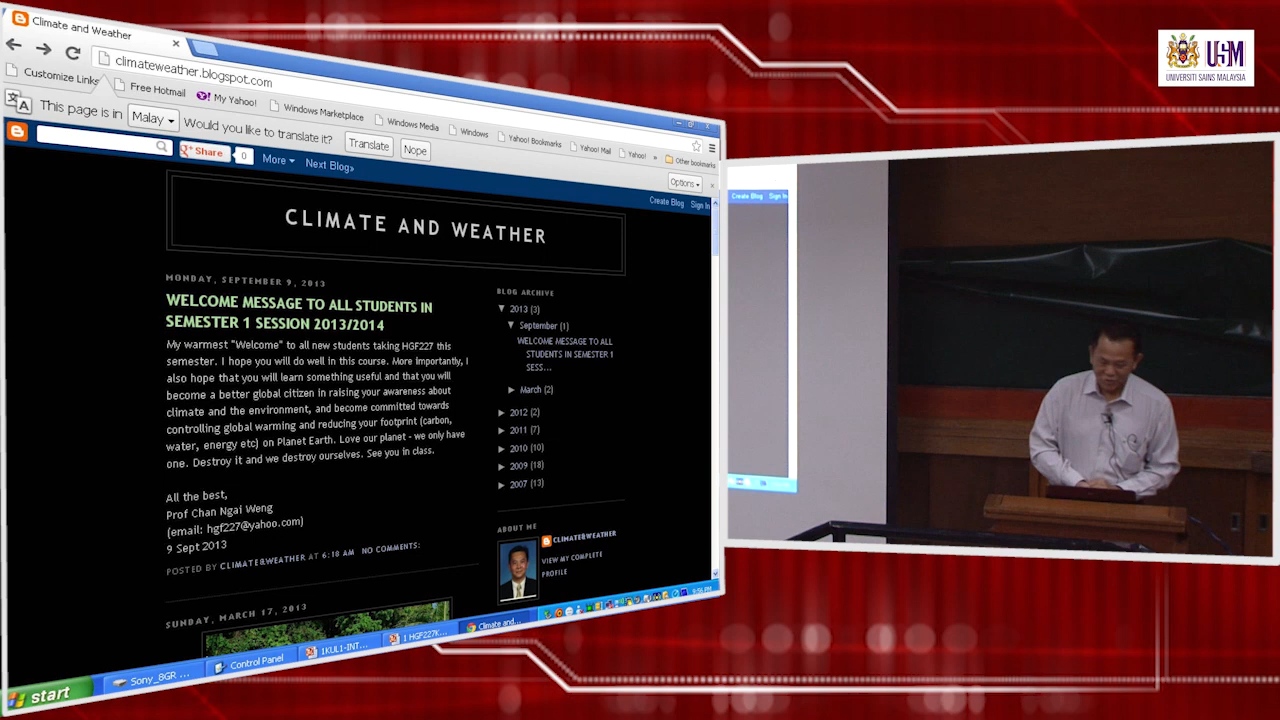 Climate and Weather
climateweather.blogspot.com
Customize Links
Free Hotmail
My Yahoo!
Windows Marketplace
Windows Media
Windows
Yahoo! Bookmarks
Yahoo! Mail
Yahoo!
»
Other bookmarks
This page is in Malay Would you like to translate it? Translate Nope
Options
Share 0 More Next Blog»
Create Blog Sign In
CLIMATE AND WEATHER
MONDAY, SEPTEMBER 9, 2013
WELCOME MESSAGE TO ALL STUDENTS IN
SEMESTER 1 SESSION 2013/2014
My warmest "Welcome" to all new students taking HGF227 this
semester. I hope you will do well in this course. More importantly, I
also hope that you will learn something useful and that you will
become a better global citizen in raising your awareness about
climate and the environment, and become committed towards
controlling global warming and reducing your footprint (carbon,
water, energy etc) on Planet Earth. Love our planet - we only have
one. Destroy it and we destroy ourselves. See you in class.
All the best,
Prof Chan Ngai Weng
(email: hgf227@yahoo.com)
9 Sept 2013
POSTED BY CLIMATE&WEATHER AT 6:18 AM NO COMMENTS:
SUNDAY, MARCH 17, 2013
BLOG ARCHIVE
▼ 2013 (3)
▼ September (1)
WELCOME MESSAGE TO ALL
STUDENTS IN SEMESTER 1
SESS...
► March (2)
► 2012 (2)
► 2011 (7)
► 2010 (10)
► 2009 (18)
► 2007 (13)
ABOUT ME
CLIMATE&WEATHER
VIEW MY COMPLETE
PROFILE
start
Sony_8GR ...
Control Panel
1KUL1-INT...
1 HGF227K...
Climate and...
USM
UNIVERSITI SAINS MALAYSIA
Create Blog Sign In